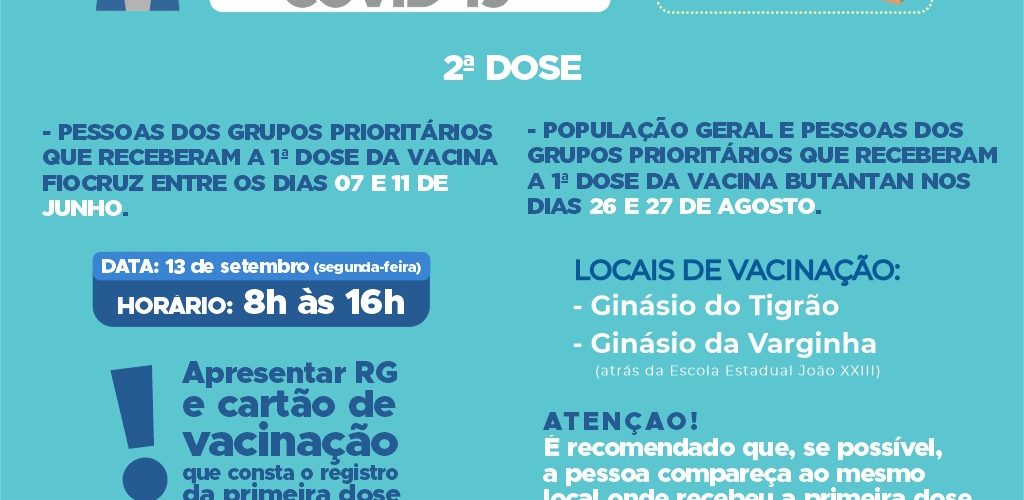 2ª DOSE
- PESSOAS DOS GRUPOS PRIORITÁRIOS
QUE RECEBERAM A 1ª DOSE DA VACINA
FIOCRUZ ENTRE OS DIAS 07 E 11 DE
JUNHO.
- POPULAÇÃO GERAL E PESSOAS DOS
GRUPOS PRIORITÁRIOS QUE RECEBERAM
A 1ª DOSE DA VACINA BUTANTAN NOS
DIAS 26 E 27 DE AGOSTO.
DATA: 13 de setembro (segunda-feira)
HORÁRIO: 8h às 16h
LOCAIS DE VACINAÇÃO:
- Ginásio do Tigrão
- Ginásio da Varginha
(atrás da Escola Estadual João XXIII)
! Apresentar RG
e cartão de
vacinação
que consta o registro
da primeira dose
ATENÇAO!
É recomendado que, se possível,
a pessoa compareça ao mesmo
local onde recebeu a primeira dose